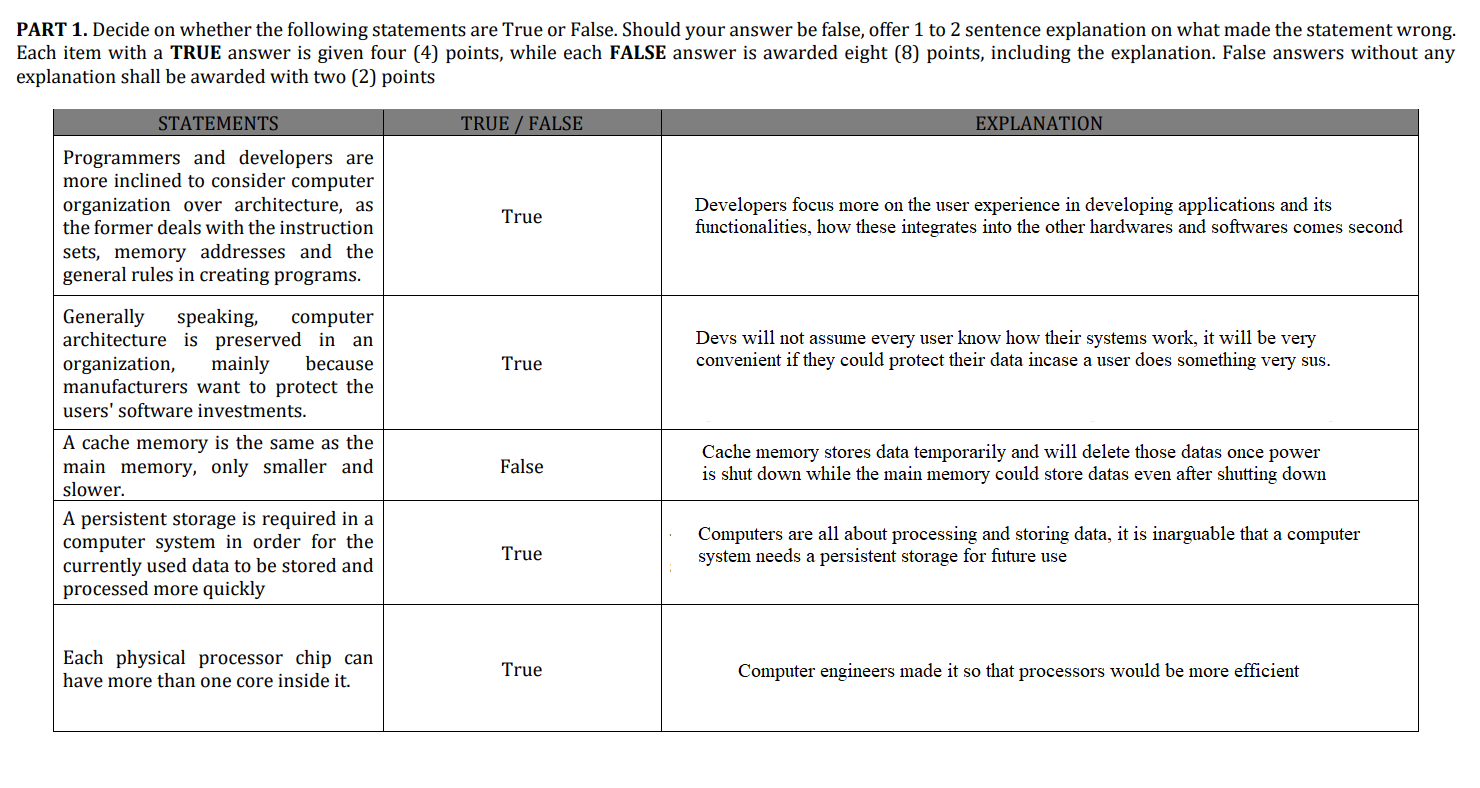 PART 1. Decide on whether the following statements are True or False. Should your answer be false, offer 1 to 2 sentence explanation on what made the statement wrong.
Each item with a TRUE answer is given four (4) points, while each FALSE answer is awarded eight (8) points, including the explanation. False answers without any
explanation shall be awarded with two (2) points
STATEMENTS TRUE / FALSE EXPLANATION
Programmers and developers are
more inclined to consider computer
organization over architecture, as
the former deals with the instruction
sets, memory addresses and the
general rules in creating programs.
True
Developers focus more on the user experience in developing applications and its
functionalities, how these integrates into the other hardwares and softwares comes second
Generally speaking, computer
architecture is preserved in an
organization, mainly because
manufacturers want to protect the
users' software investments.
True
Devs will not assume every user know how their systems work, it will be very
convenient if they could protect their data incase a user does something very sus.
A cache memory is the same as the
main memory, only smaller and
slower.
False
Cache memory stores data temporarily and will delete those datas once power
is shut down while the main memory could store datas even after shutting down
A persistent storage is required in a
computer system in order for the
currently used data to be stored and
processed more quickly
True
Computers are all about processing and storing data, it is inarguable that a computer
system needs a persistent storage for future use
Each physical processor chip can
have more than one core inside it.
True
Computer engineers made it so that processors would be more efficient